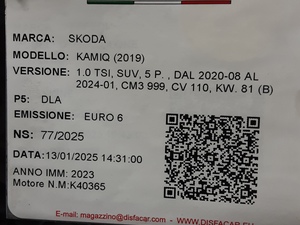 MARCA: SKODA
MODELLO: KAMIQ (2019)
VERSIONE: 1.0 TSI, SUV, 5 P. , DAL 2020-08 AL
2024-01, CM3 999, CV 110, KW. 81 (B)
P5: DLA
EMISSIONE: EURO 6
NS: 77/2025
DATA:13/01/2025 14:31:00
ANNO IMM: 2023
Motore N.M:K40365
E-mail: magazzino@disfacar.com www.DISFACAR.EU